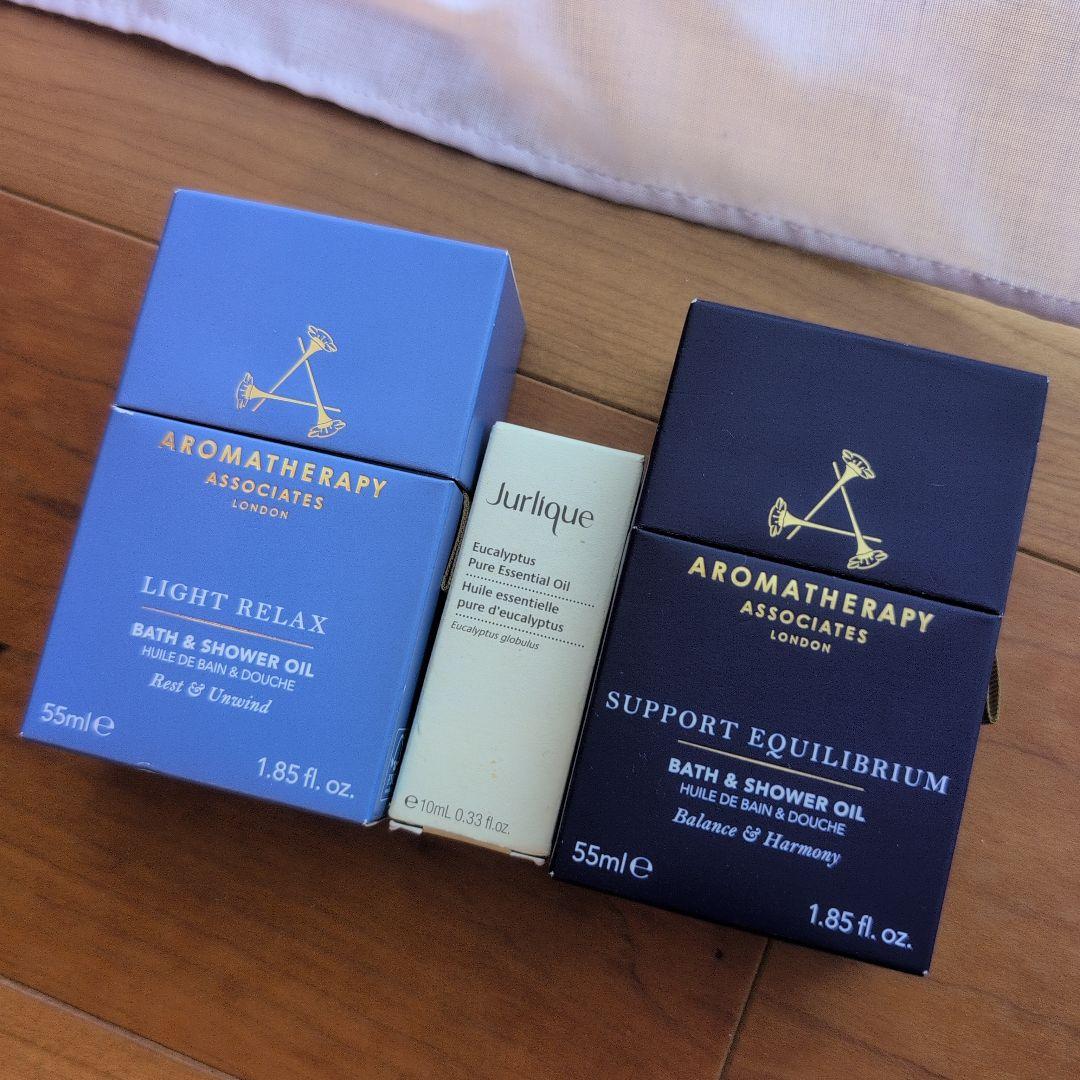 AROMATHERAPY
ASSOCIATES
LONDON
LIGHT RELAX
BATH & SHOWER OIL
HUILE DE BAIN & DOUCHE
Rest & Unwind
55ml℮
1.85 fl. oz.
Jurlique
Eucalyptus
Pure Essential Oil
Huile essentielle
pure d'eucalyptus
Eucalyptus globulus
℮10mL 0.33 fl.oz.
AROMATHERAPY
ASSOCIATES
LONDON
SUPPORT EQUILIBRIUM
BATH & SHOWER OIL
HUILE DE BAIN & DOUCHE
Balance & Harmony
55ml℮
1.85 fl. oz.